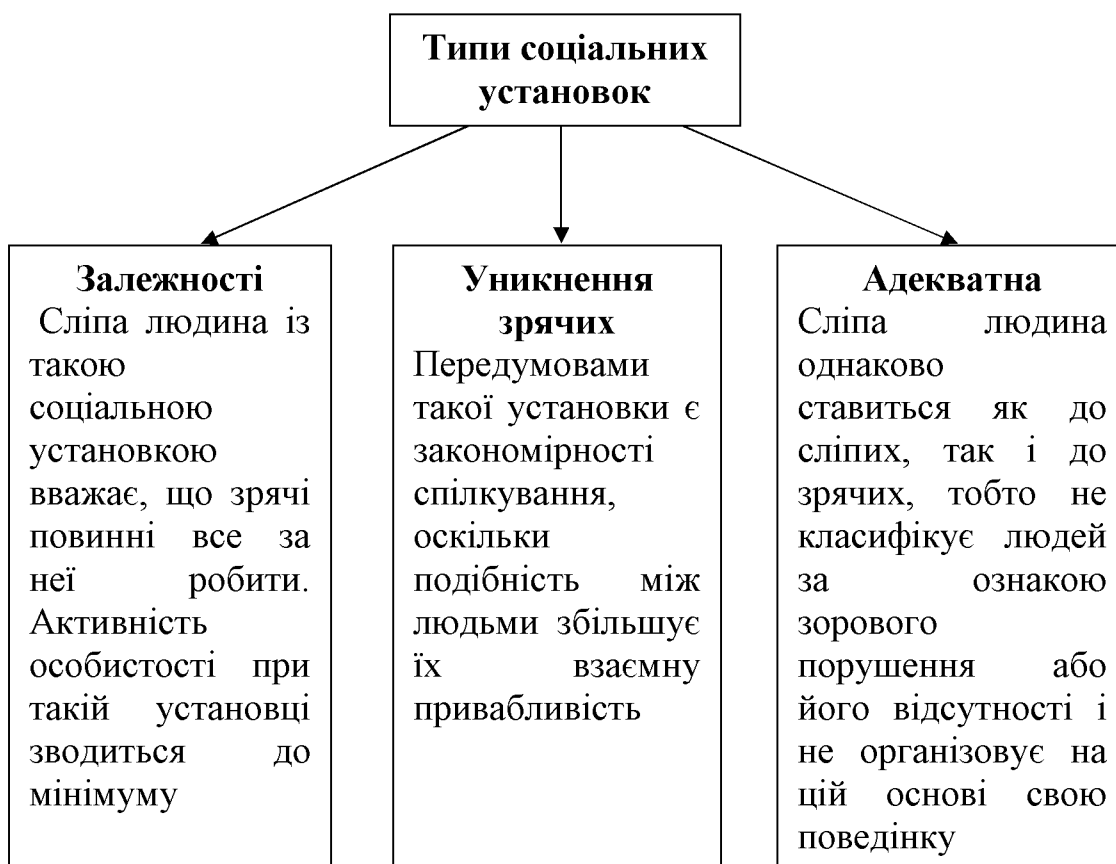 Типи соціальних
установок
Залежності
Сліпа людина із
такою
соціальною
установкою
вважає, що зрячі
повинні все за
неї робити.
Активність
особистості при
такій установці
зводиться до
мінімуму
Уникнення
зрячих
Передумовами
такої установки є
закономірності
спілкування,
оскільки
подібність між
людьми збільшує
їх взаємну
привабливість
Адекватна
Сліпа людина
однаково
ставиться як до
сліпих, так і до
зрячих, тобто не
класифікує людей
за ознакою
зорового
порушення або
його відсутності і
не організовує на
цій основі свою
поведінку